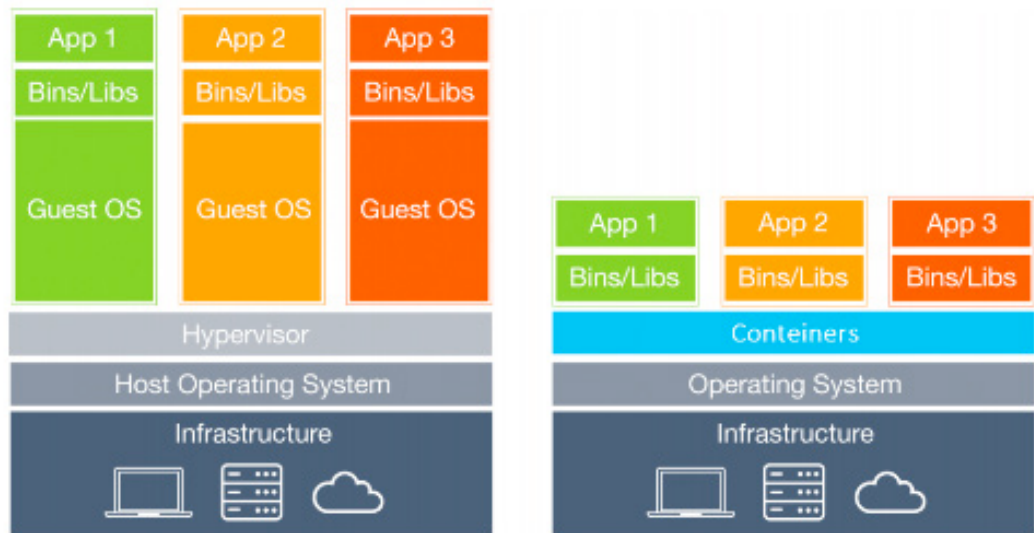 App 1
App 2
App 3
Bins/Libs
Bins/Libs
Bins/Libs
Guest OS
Guest OS
Guest OS
Hypervisor
Host Operating System
Infrastructure
App 1
App 2
App 3
Bins/Libs
Bins/Libs
Bins/Libs
Conteiners
Operating System
Infrastructure